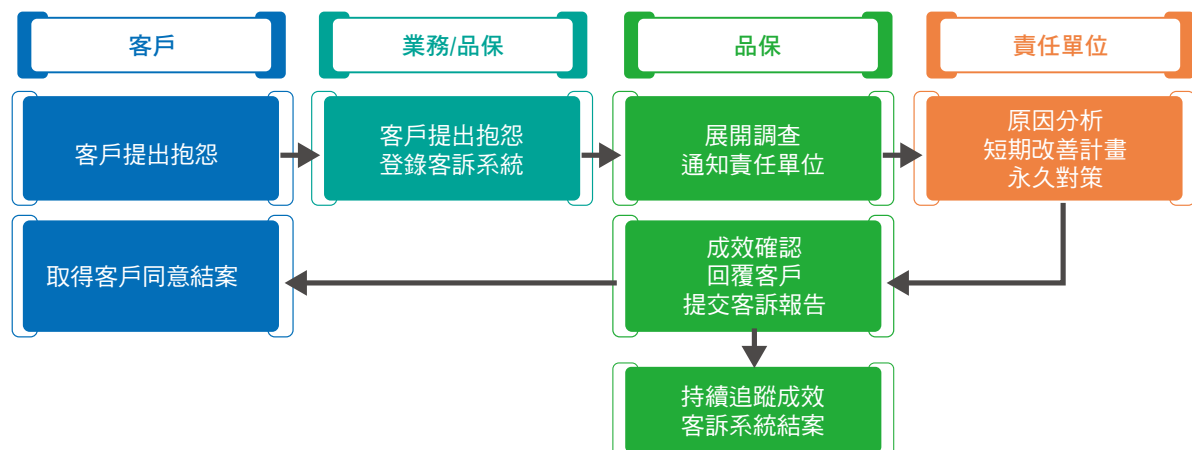 客戶
業務/品保
品保
責任單位
客戶提出抱怨
客戶提出抱怨
登錄客訴系統
展開調查
通知責任單位
原因分析
短期改善計畫
永久對策
取得客戶同意結案
成效確認
回覆客戶
提交客訴報告
持續追蹤成效
客訴系統結案